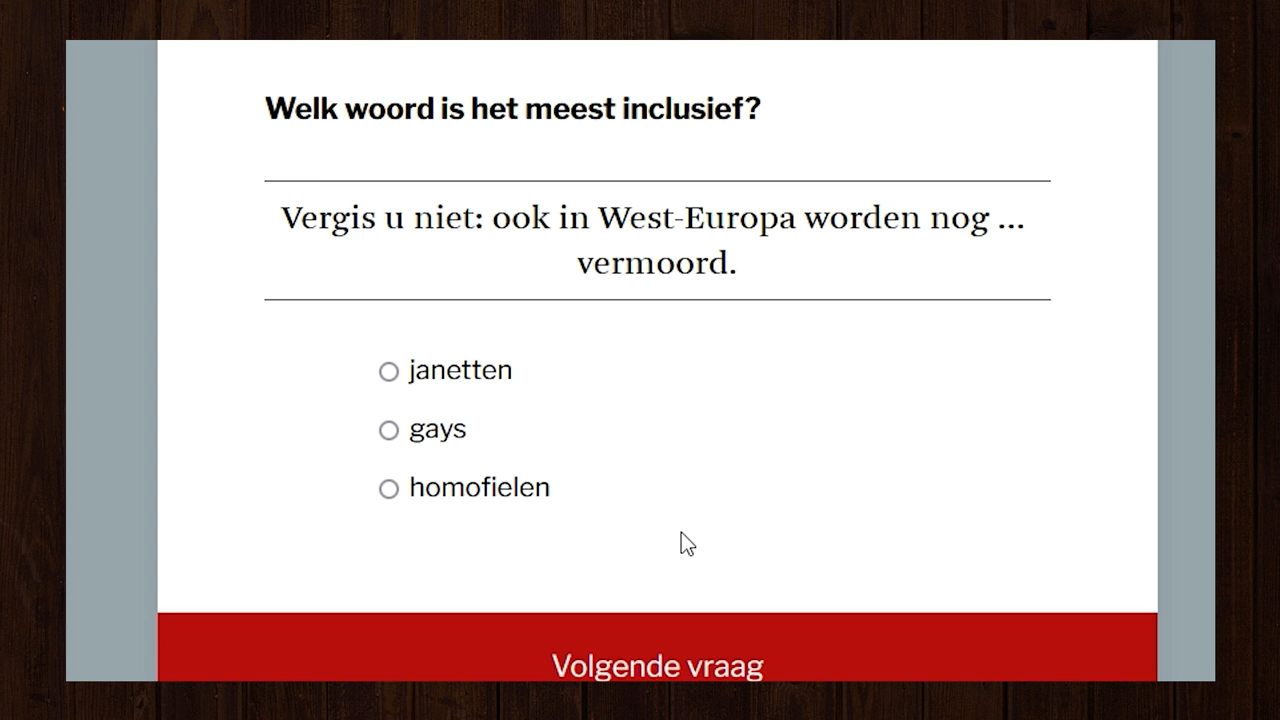 Welk woord is het meest inclusief?
Vergis u niet: ook in West-Europa worden nog ...
vermoord.
janetten
gays
homofielen
Volgende vraag